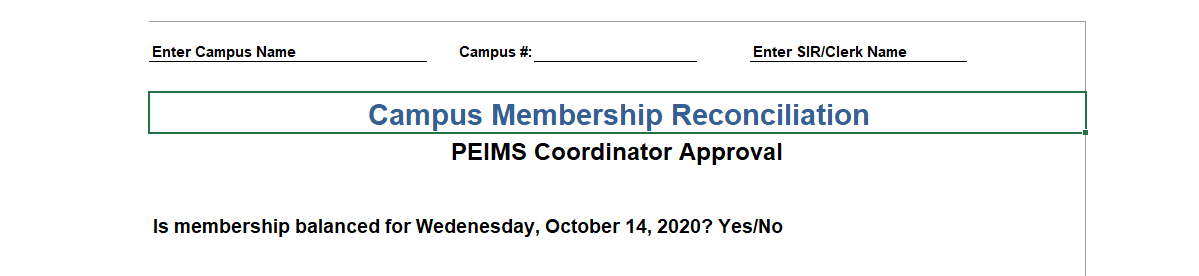 Enter Campus Name Campus #: Enter SIR/Clerk Name
Campus Membership Reconciliation
PEIMS Coordinator Approval
Is membership balanced for Wedenesday, October 14, 2020? Yes/No